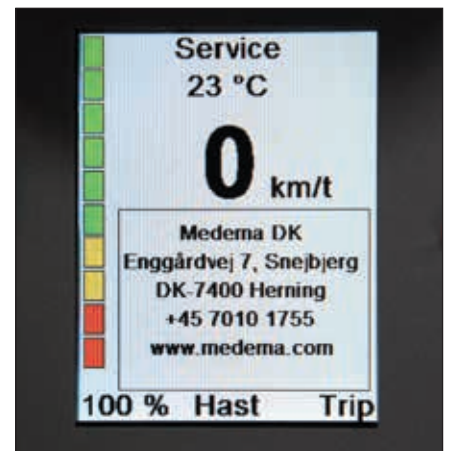 Service
23 °C
0 km/t
Medema DK
Enggårdvej 7, Snejbjerg
DK-7400 Herning
+45 7010 1755
www.medema.com
100 % Hast Trip